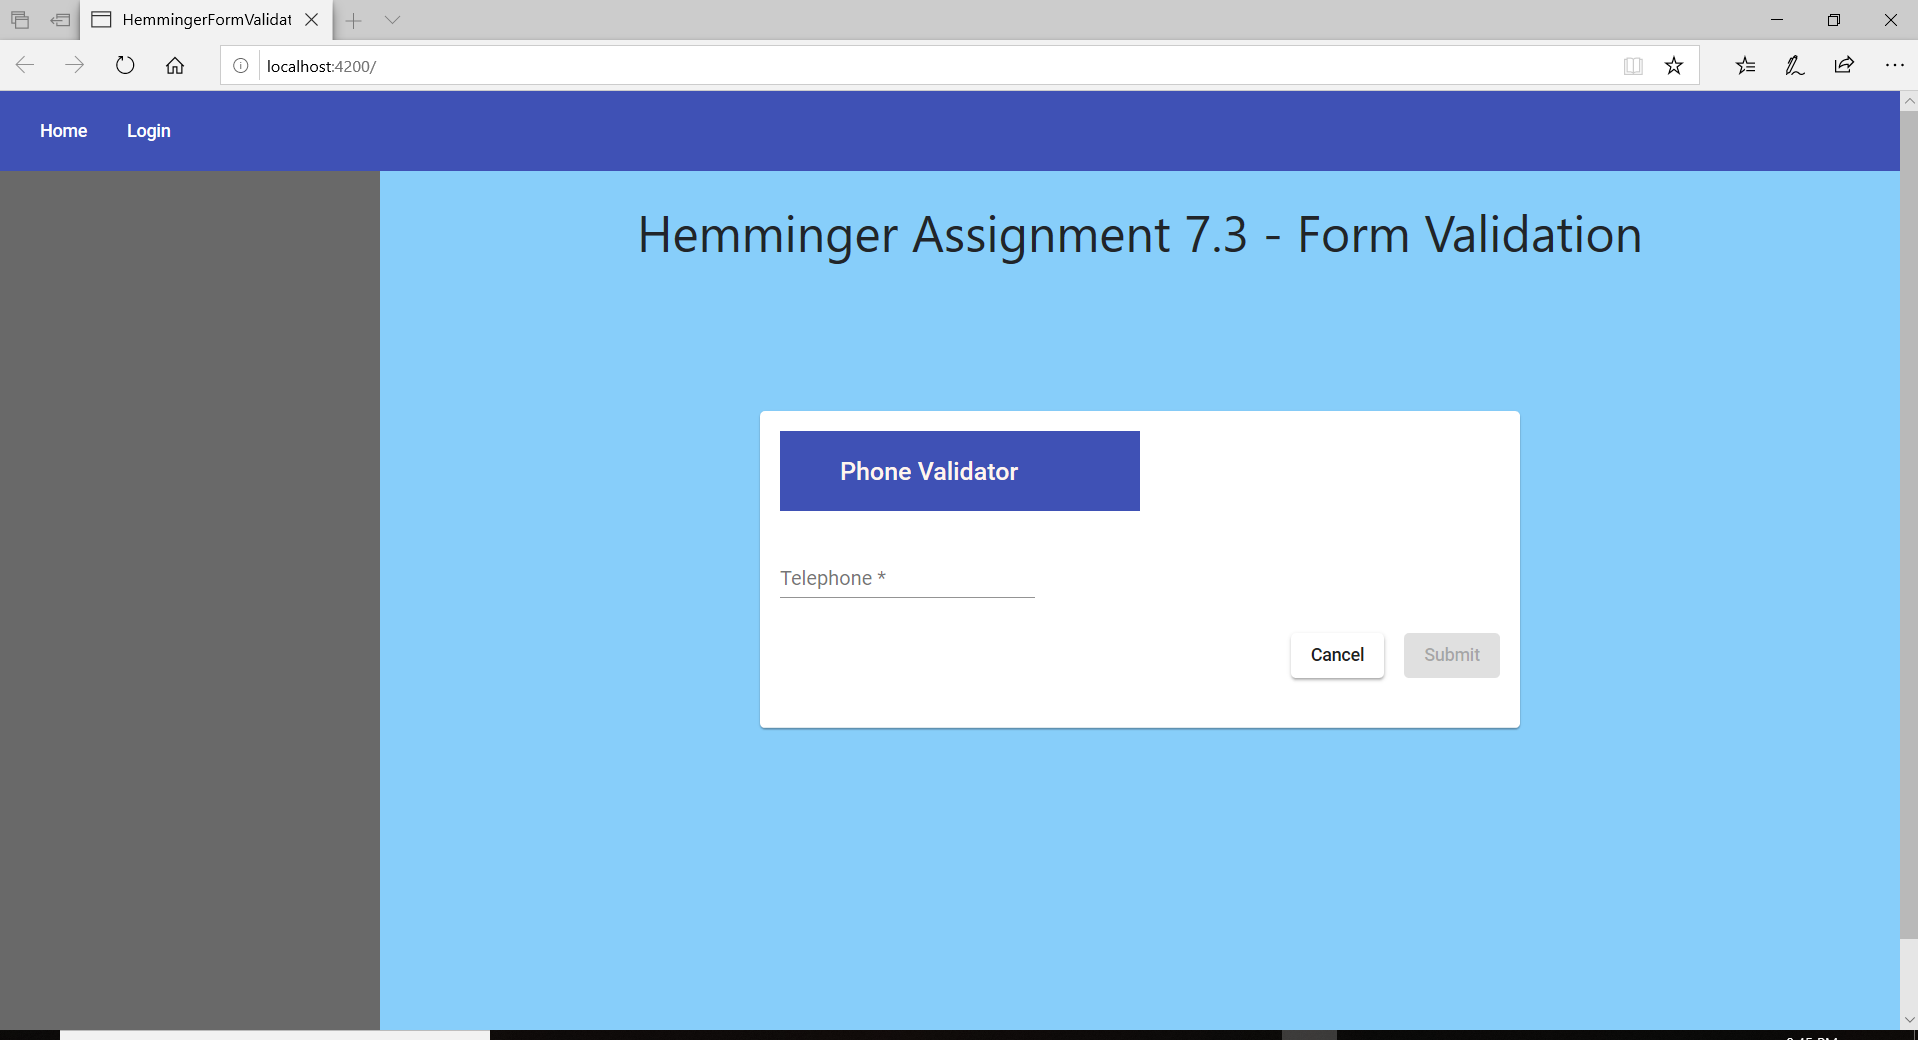 HemmingerFormValidat
localhost:4200/
Home Login
Hemminger Assignment 7.3 - Form Validation
Phone Validator
Telephone *
Cancel Submit